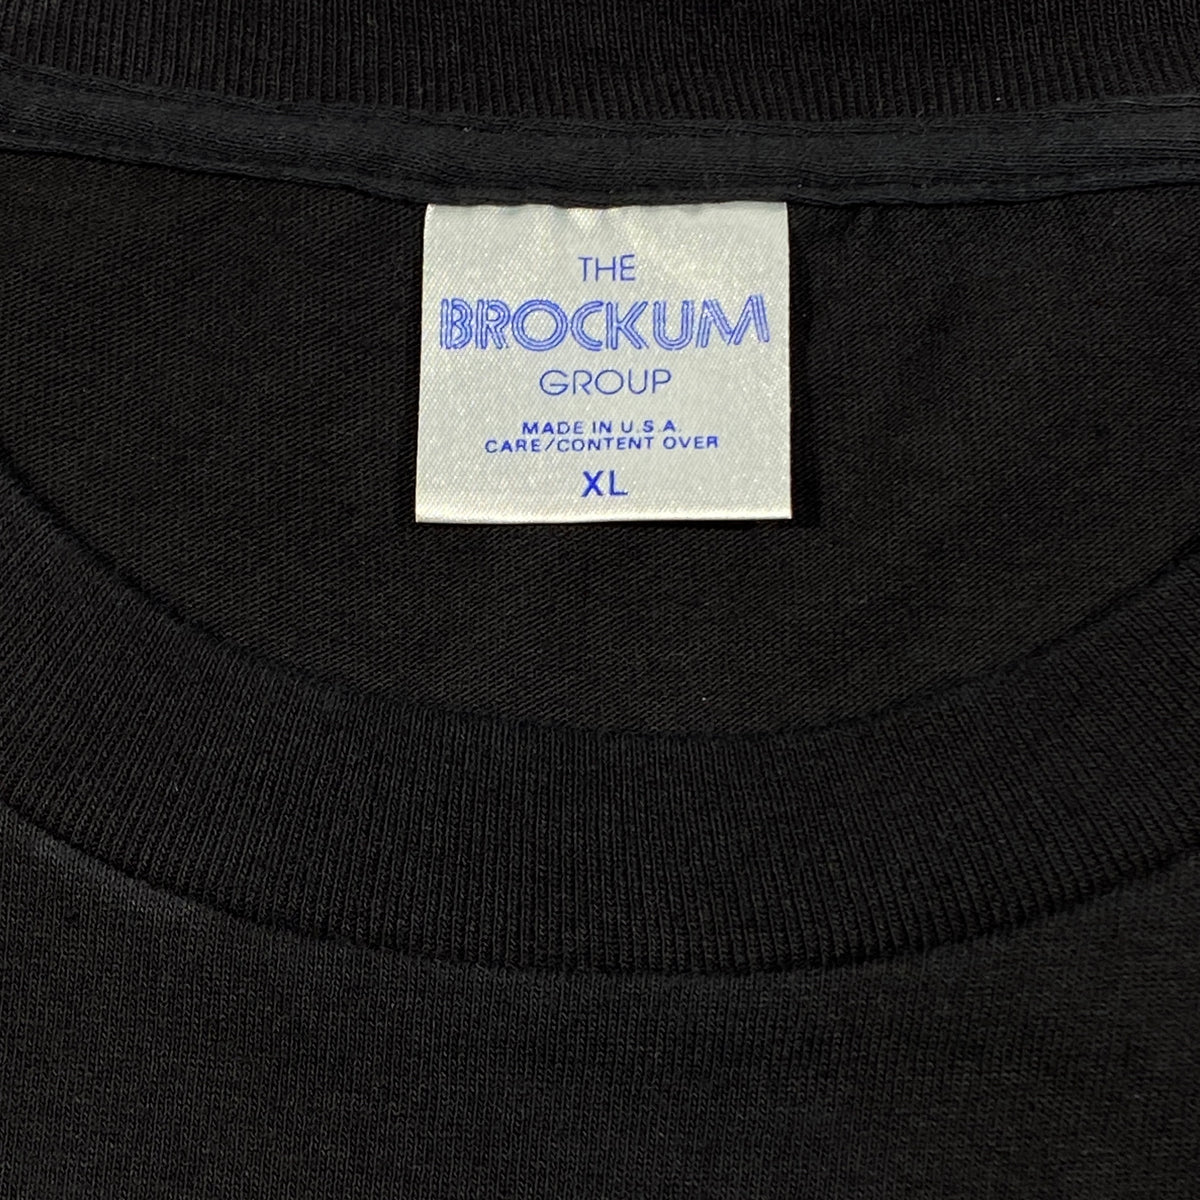 THE
BROCKUM
GROUP
MADE IN U.S.A.
CARE/CONTENT OVER
XL